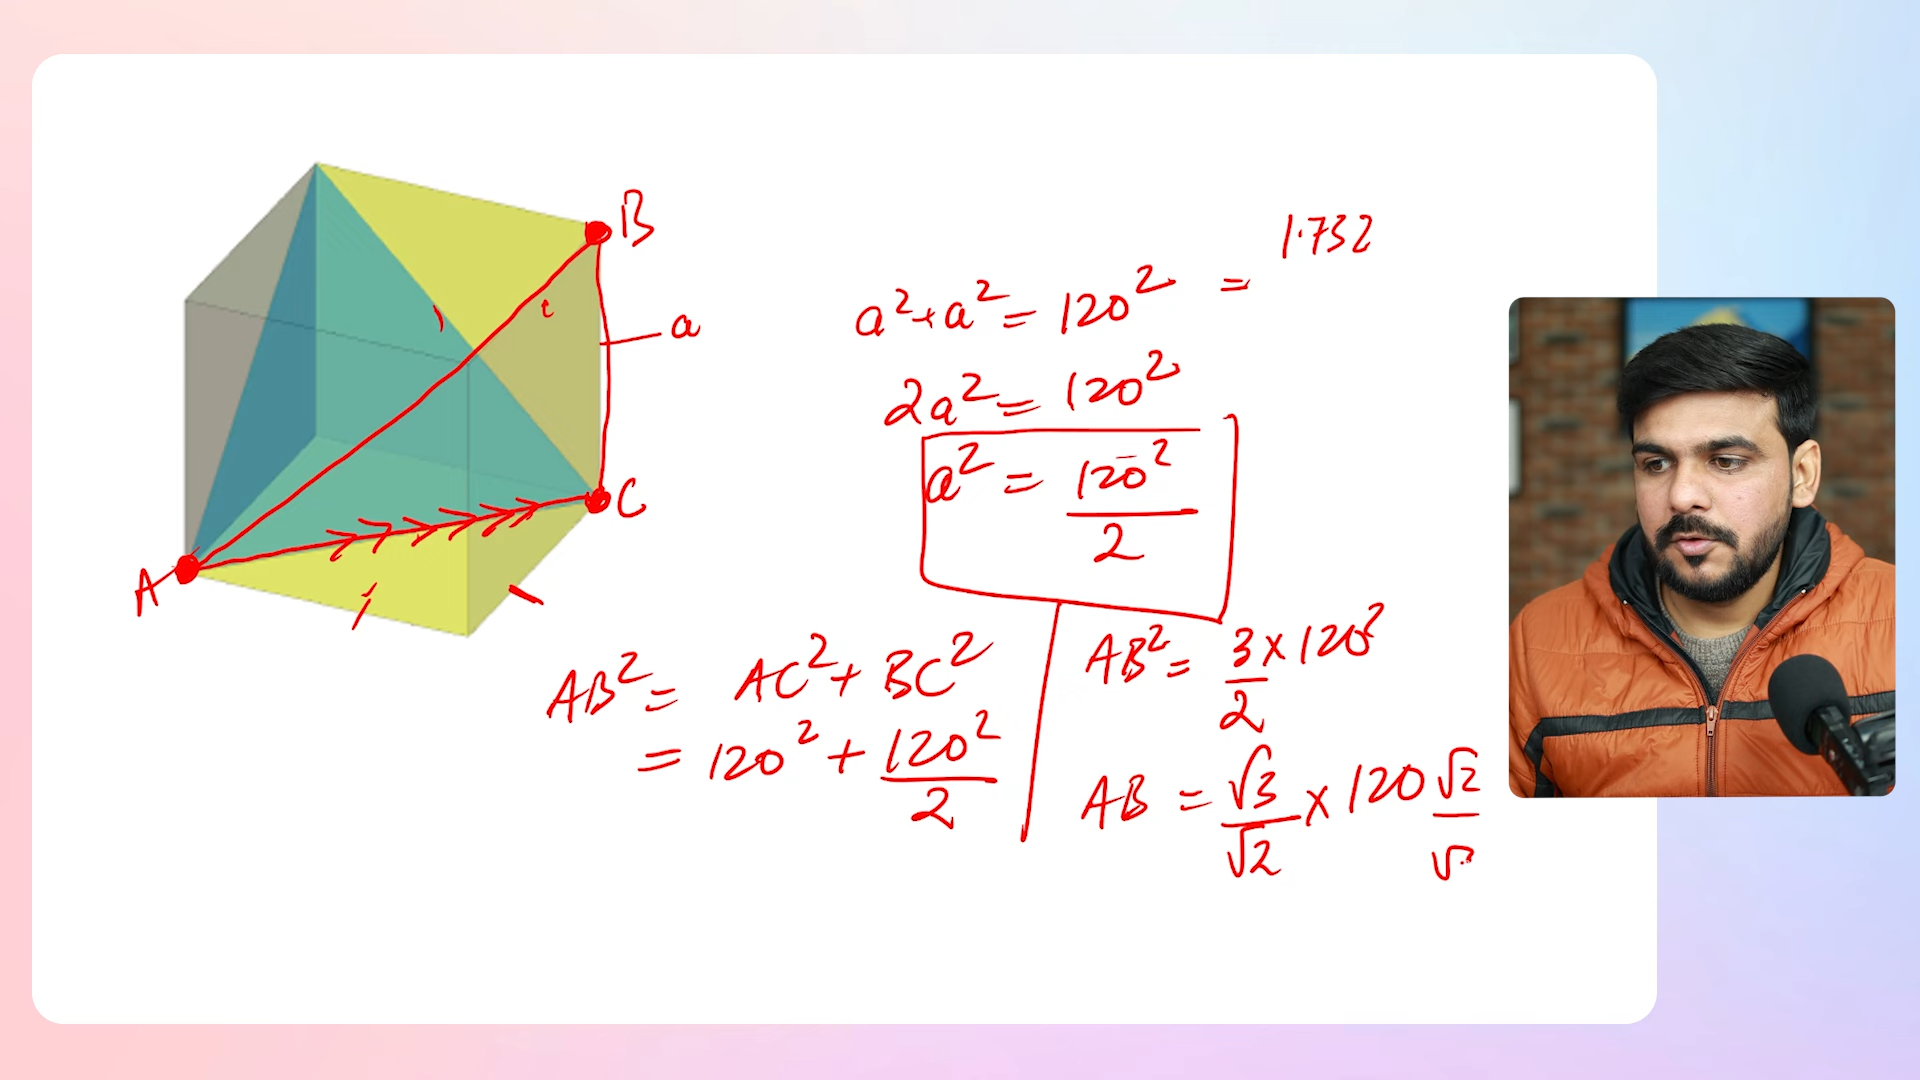 B
a
C
A
1.732
a²+a² = 120² =
2a² = 120²
a² = 120²/2
AB² = AC² + BC²
= 120² + 120²/2
AB² = 3/2 × 120²
AB = √3/√2 × 120 √2/√